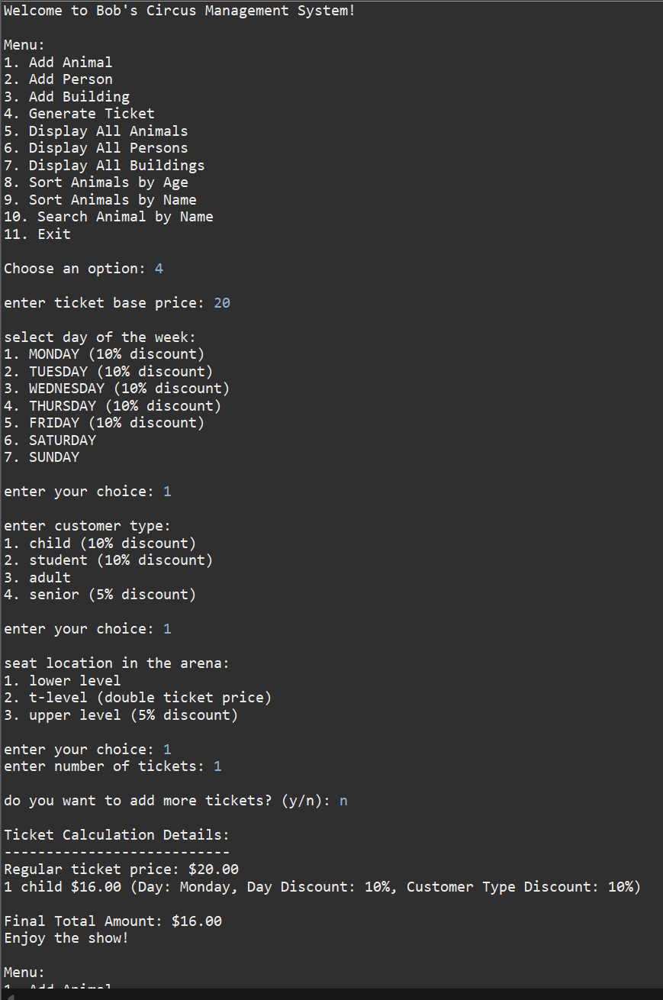 Welcome to Bob's Circus Management System!
Menu:
1. Add Animal
2. Add Person
3. Add Building
4. Generate Ticket
5. Display All Animals
6. Display All Persons
7. Display All Buildings
8. Sort Animals by Age
9. Sort Animals by Name
10. Search Animal by Name
11. Exit
Choose an option: 4
enter ticket base price: 20
select day of the week:
1. MONDAY (10% discount)
2. TUESDAY (10% discount)
3. WEDNESDAY (10% discount)
4. THURSDAY (10% discount)
5. FRIDAY (10% discount)
6. SATURDAY
7. SUNDAY
enter your choice: 1
enter customer type:
1. child (10% discount)
2. student (10% discount)
3. adult
4. senior (5% discount)
enter your choice: 1
seat location in the arena:
1. lower level
2. t-level (double ticket price)
3. upper level (5% discount)
enter your choice: 1
enter number of tickets: 1
do you want to add more tickets? (y/n): n
Ticket Calculation Details:
---------------------------
Regular ticket price: $20.00
1 child $16.00 (Day: Monday, Day Discount: 10%, Customer Type Discount: 10%)
Final Total Amount: $16.00
Enjoy the show!
Menu:
1. Add Animal